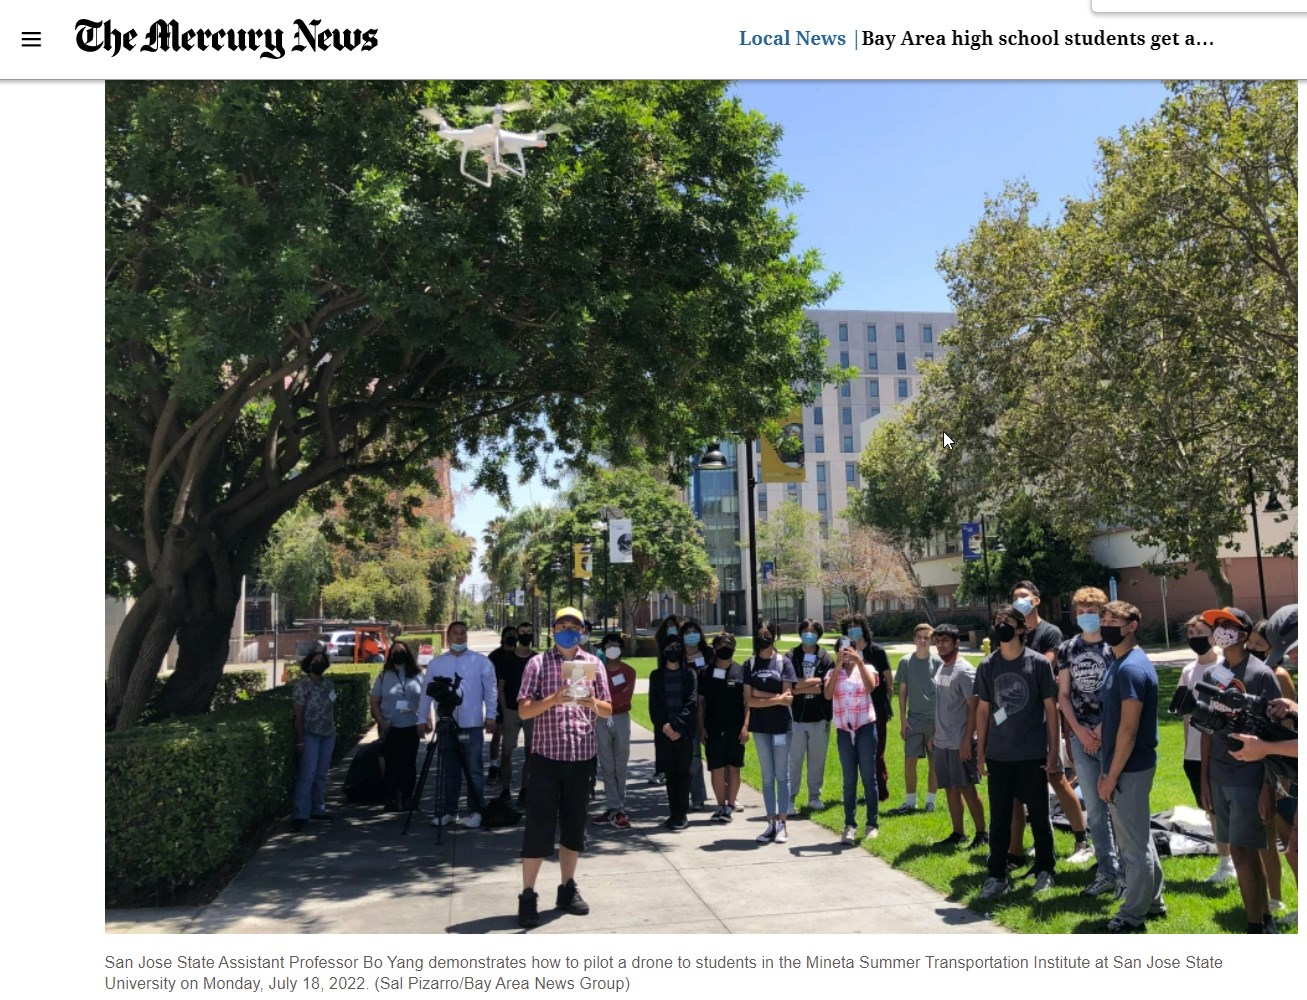 The Mercury News
Local News | Bay Area high school students get a...
San Jose State Assistant Professor Bo Yang demonstrates how to pilot a drone to students in the Mineta Summer Transportation Institute at San Jose State
University on Monday, July 18, 2022. (Sal Pizarro/Bay Area News Group)